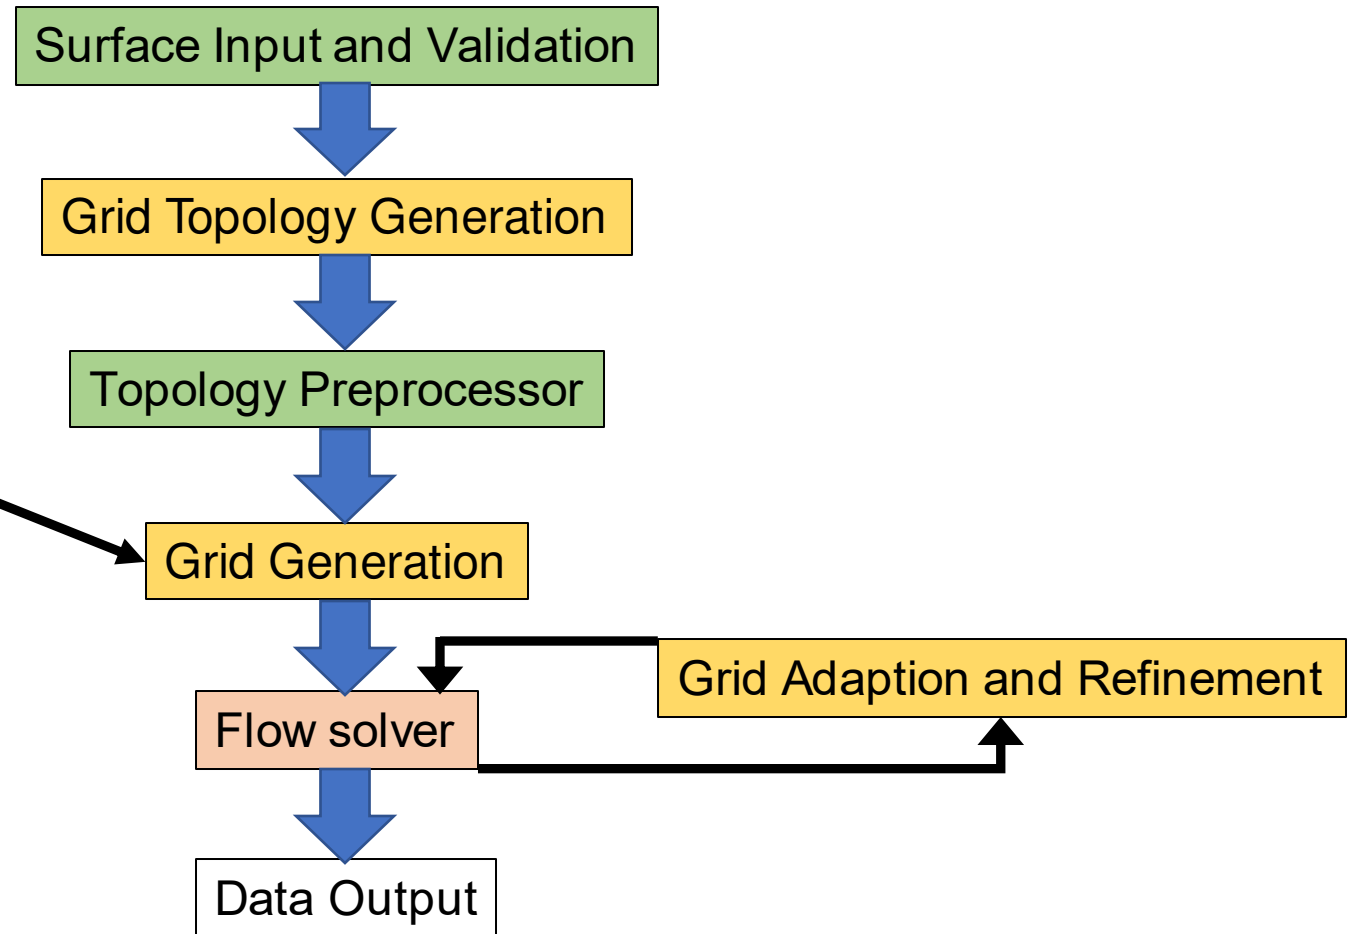 Surface Input and Validation
Grid Topology Generation
Topology Preprocessor
Grid Generation
Grid Adaption and Refinement
Flow solver
Data Output